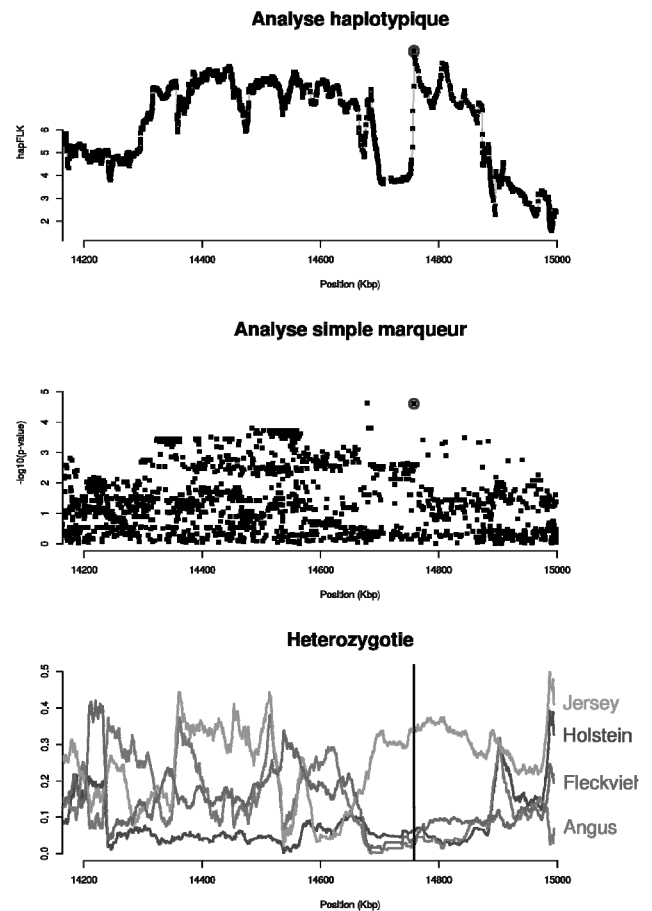 Analyse haplotypique
hapFLK
6
5
4
3
2
14200 14400 14600 14800 15000
Position (Kbp)
Analyse simple marqueur
-log10(p-value)
5
4
3
2
1
0
14200 14400 14600 14800 15000
Position (Kbp)
Heterozygotie
0.5
0.4
0.3
0.2
0.1
0.0
Jersey
Holstein
Fleckvieh
Angus
14200 14400 14600 14800 15000
Position (Kbp)